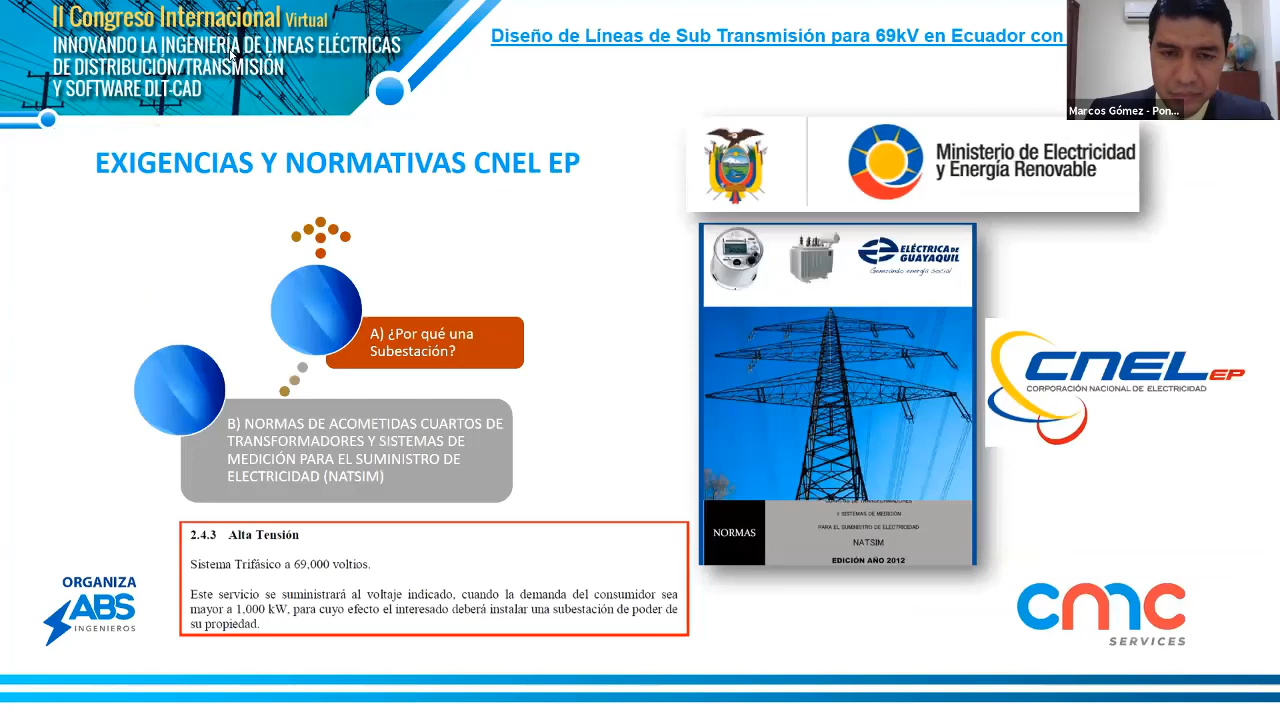 II Congreso Internacional Virtual
INNOVANDO LA INGENIERÍA DE LÍNEAS ELÉCTRICAS
DE DISTRIBUCIÓN/TRANSMISIÓN
Y SOFTWARE DLT-CAD
Diseño de Líneas de Sub Transmisión para 69kV en Ecuador con
Marcos Gómez - Pon...
EXIGENCIAS Y NORMATIVAS CNEL EP
Ministerio de Electricidad
y Energía Renovable
ELÉCTRICA DE
GUAYAQUIL
Generando energía social
A) ¿Por qué una
Subestación?
CNEL EP
CORPORACIÓN NACIONAL DE ELECTRICIDAD
B) NORMAS DE ACOMETIDAS CUARTOS DE
TRANSFORMADORES Y SISTEMAS DE
MEDICIÓN PARA EL SUMINISTRO DE
ELECTRICIDAD (NATSIM)
Y SISTEMAS DE MEDICIÓN
PARA EL SUMINISTRO DE ELECTRICIDAD
NORMAS
NATSIM
EDICIÓN AÑO 2012
2.4.3 Alta Tensión
Sistema Trifásico a 69,000 voltios.
Este servicio se suministrará al voltaje indicado, cuando la demanda del consumidor sea
mayor a 1,000 kW, para cuyo efecto el interesado deberá instalar una subestación de poder de
su propiedad.
ORGANIZA
ABS
INGENIEROS
cmc
SERVICES